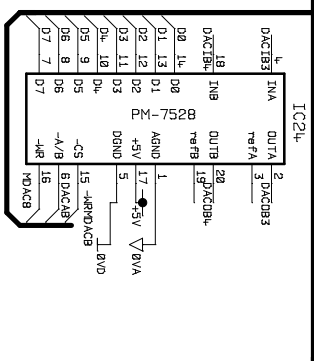 D7 D6 D5 D4 D3 D2 D1 D0 DACIB4 DACIB3
7 8 9 10 11 12 13 14 18 4
D7 D6 D5 D4 D3 D2 D1 D0 INB INA
IC24
PM-7528
-WR -A/B -CS DGND +5V AGND refB OUTB refA OUTA
16 6 15 5 17 1 19 20 3 2
MDACB DACAB -WRMDACB +5V DACOB4 DACOB3
0VD 0VA